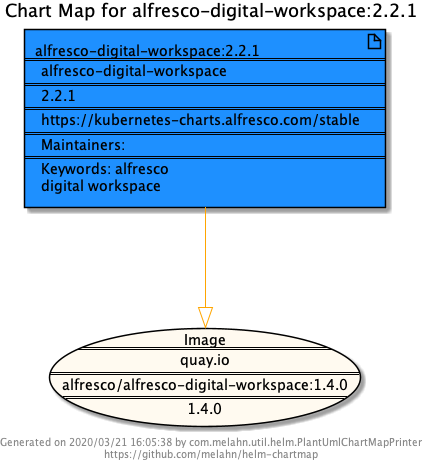 Chart Map for alfresco-digital-workspace:2.2.1
alfresco-digital-workspace:2.2.1
alfresco-digital-workspace
2.2.1
https://kubernetes-charts.alfresco.com/stable
Maintainers:
Keywords: alfresco
digital workspace
Image
quay.io
alfresco/alfresco-digital-workspace:1.4.0
1.4.0
Generated on 2020/03/21 16:05:38 by com.melahn.util.helm.PlantUmlChartMapPrinter
https://github.com/melahn/helm-chartmap